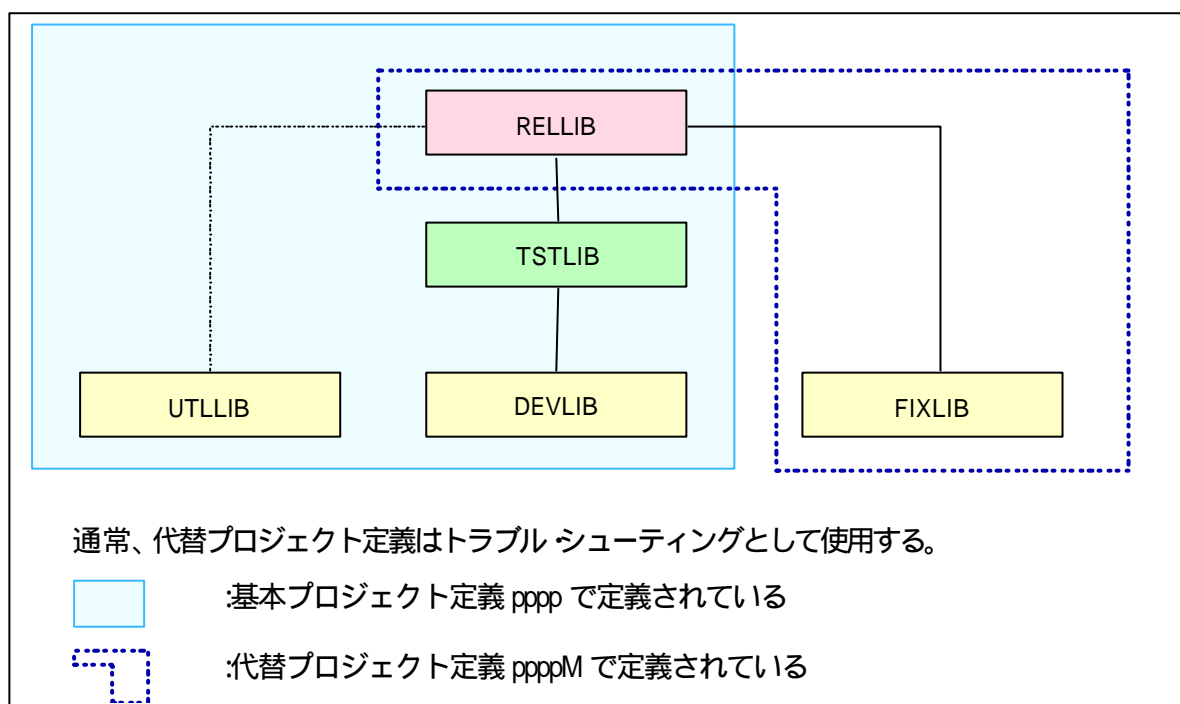 RELLIB
TSTLIB
UTLLIB
DEVLIB
FIXLIB
通常、代替プロジェクト定義はトラブル・シューティングとして使用する。
:基本プロジェクト定義 pppp で定義されている
:代替プロジェクト定義 ppppM で定義されている